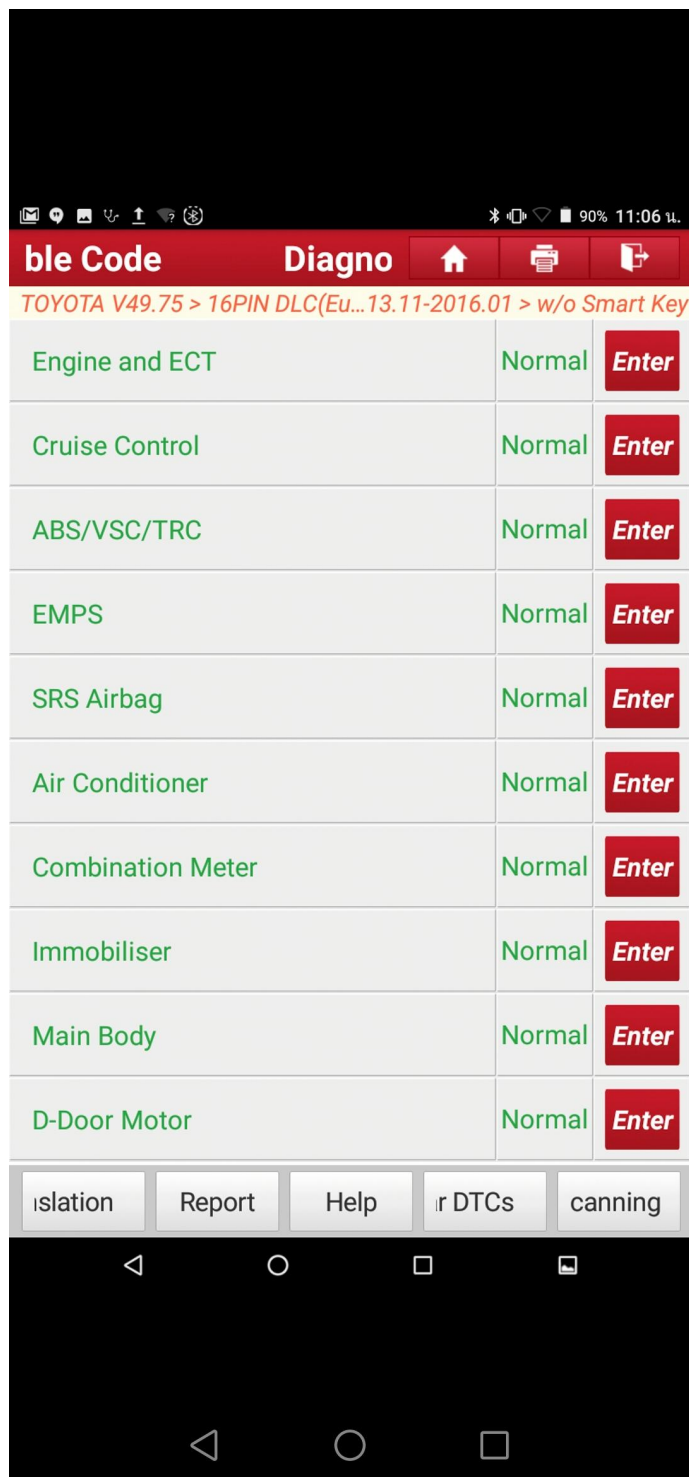 90% 11:06 น.
ble Code Diagno
TOYOTA V49.75 > 16PIN DLC(Eu...13.11-2016.01 > w/o Smart Key
Engine and ECT Normal Enter
Cruise Control Normal Enter
ABS/VSC/TRC Normal Enter
EMPS Normal Enter
SRS Airbag Normal Enter
Air Conditioner Normal Enter
Combination Meter Normal Enter
Immobiliser Normal Enter
Main Body Normal Enter
D-Door Motor Normal Enter
slation Report Help r DTCs canning